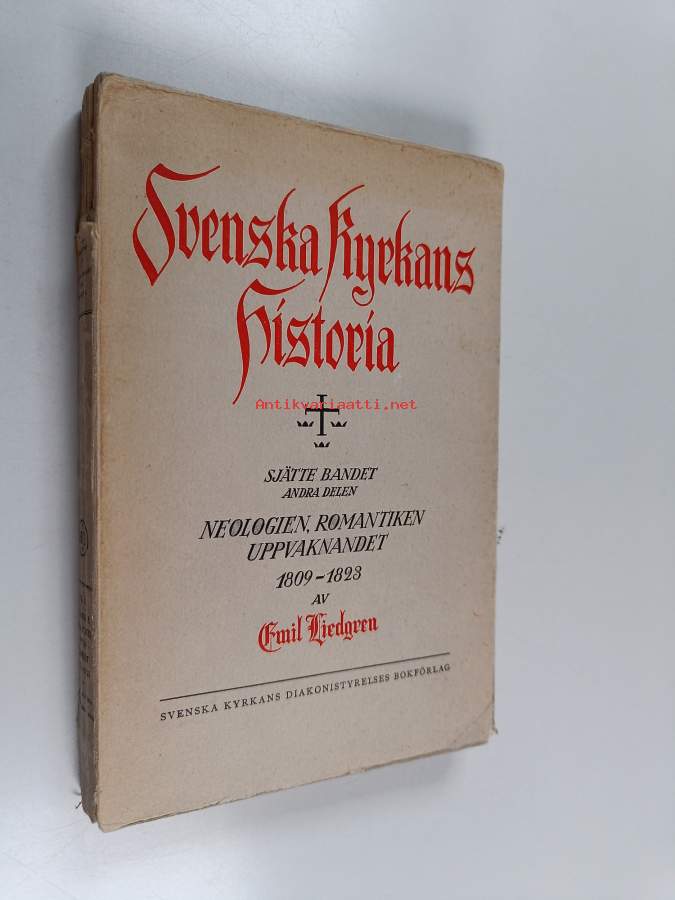 Svenska Kyrkans
Historia
Antikvariaatti.net
SJÄTTE BANDET
ANDRA DELEN
NEOLOGIEN, ROMANTIKEN
UPPVAKNANDET
1809-1823
AV
Emil Liedgren
SVENSKA KYRKANS DIAKONISTYRELSES BOKFÖRLAG